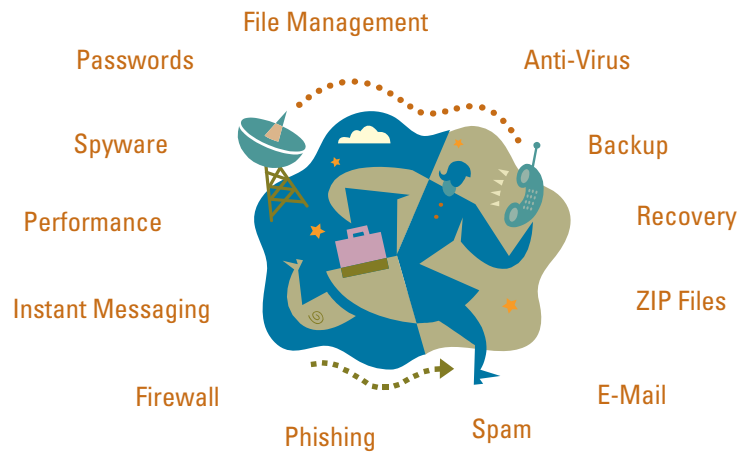 File Management
Passwords
Anti-Virus
Spyware
Backup
Performance
Recovery
Instant Messaging
ZIP Files
Firewall
E-Mail
Phishing
Spam